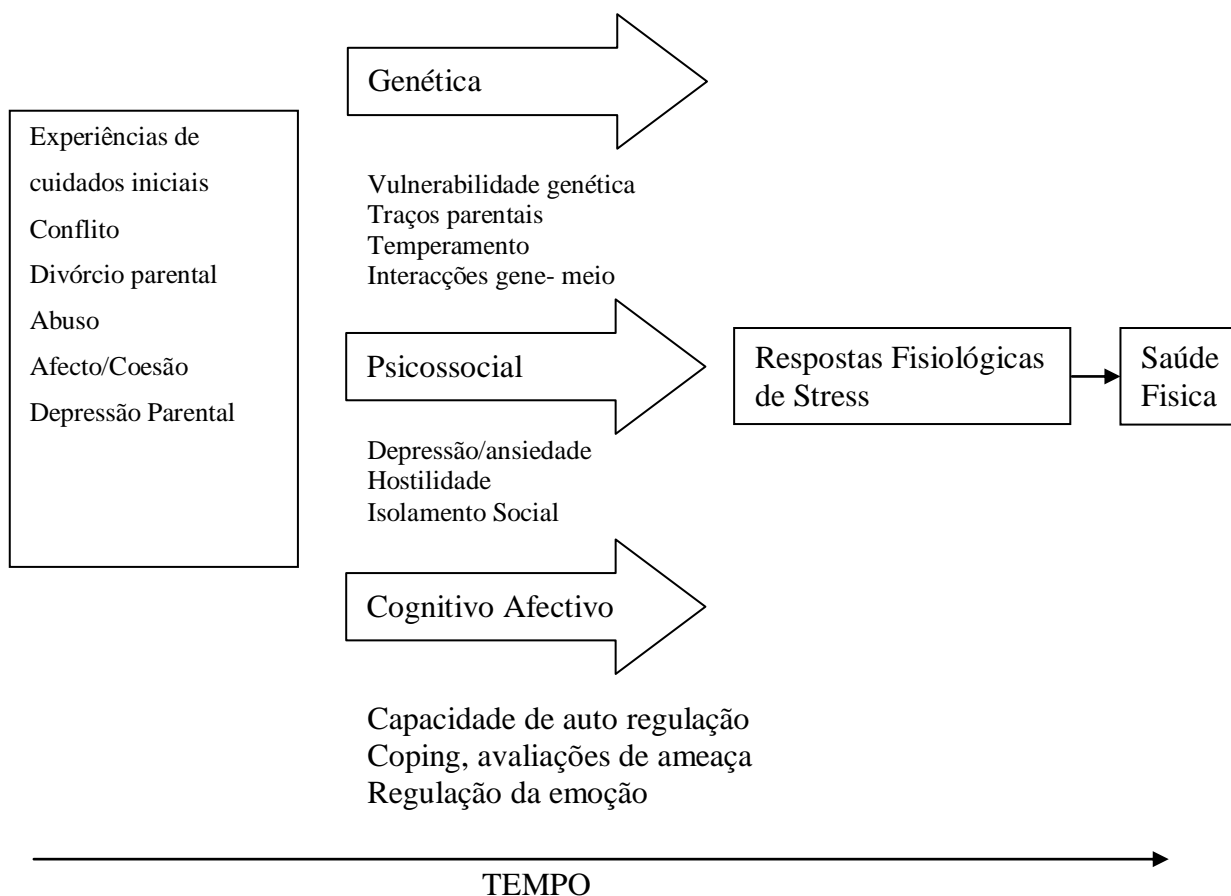 Experiências de
cuidados iniciais
Conflito
Divórcio parental
Abuso
Afecto/Coesão
Depressão Parental
Genética
Vulnerabilidade genética
Traços parentais
Temperamento
Interacções gene- meio
Psicossocial
Depressão/ansiedade
Hostilidade
Isolamento Social
Cognitivo Afectivo
Capacidade de auto regulação
Coping, avaliações de ameaça
Regulação da emoção
Respostas Fisiológicas
de Stress
Saúde
Fisica
TEMPO